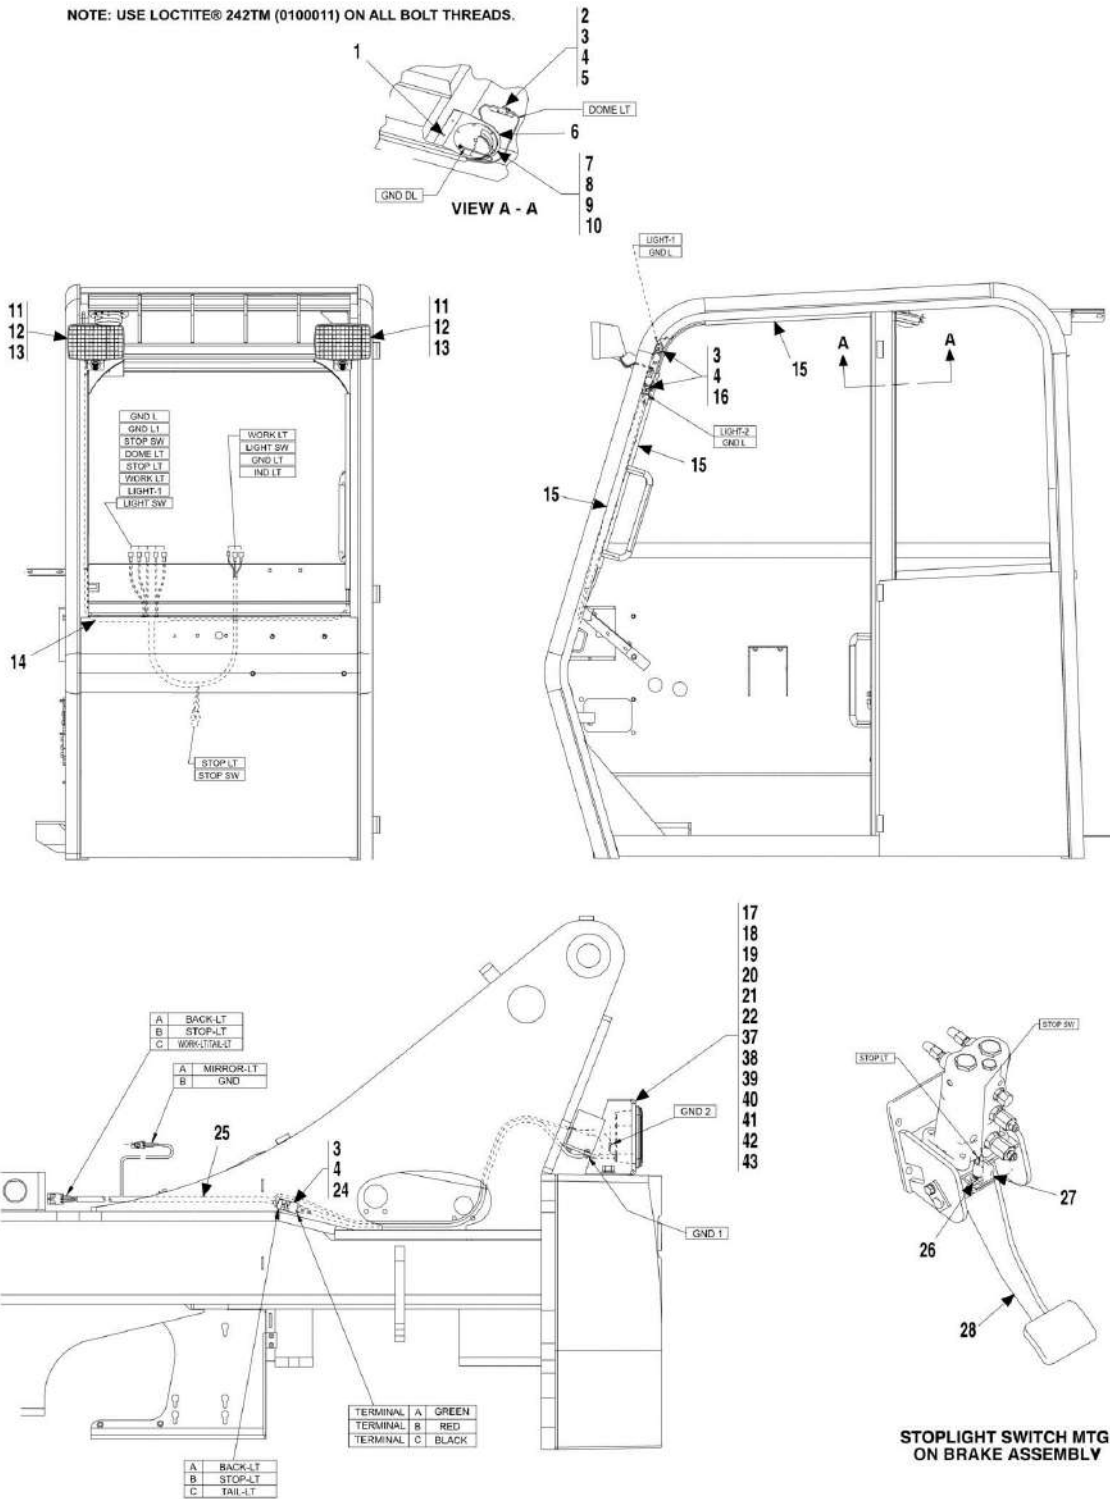 NOTE: USE LOCTITE® 242TM (0100011) ON ALL BOLT THREADS.
1
2
3
4
5
DOME LT
6
7
8
9
10
GND DL
VIEW A - A
11
12
13
11
12
13
GND L
GND L1
STOP SW
DOME LT
STOP LT
WORK LT
LIGHT-1
LIGHT SW
WORK LT
LIGHT SW
GND LT
IND LT
14
STOP LT
STOP SW
LIGHT-1
GND L
3
4
16
15
A
A
LIGHT-2
GND L
15
15
17
18
19
20
21
22
37
38
39
40
41
42
43
A BACK-LT
B STOP-LT
C WORK-LT/TAIL-LT
A MIRROR-LT
B GND
25
3
4
24
GND 2
GND 1
TERMINAL A GREEN
TERMINAL B RED
TERMINAL C BLACK
A BACK-LT
B STOP-LT
C TAIL-LT
STOP SW
STOP LT
27
26
28
STOPLIGHT SWITCH MTG
ON BRAKE ASSEMBLY